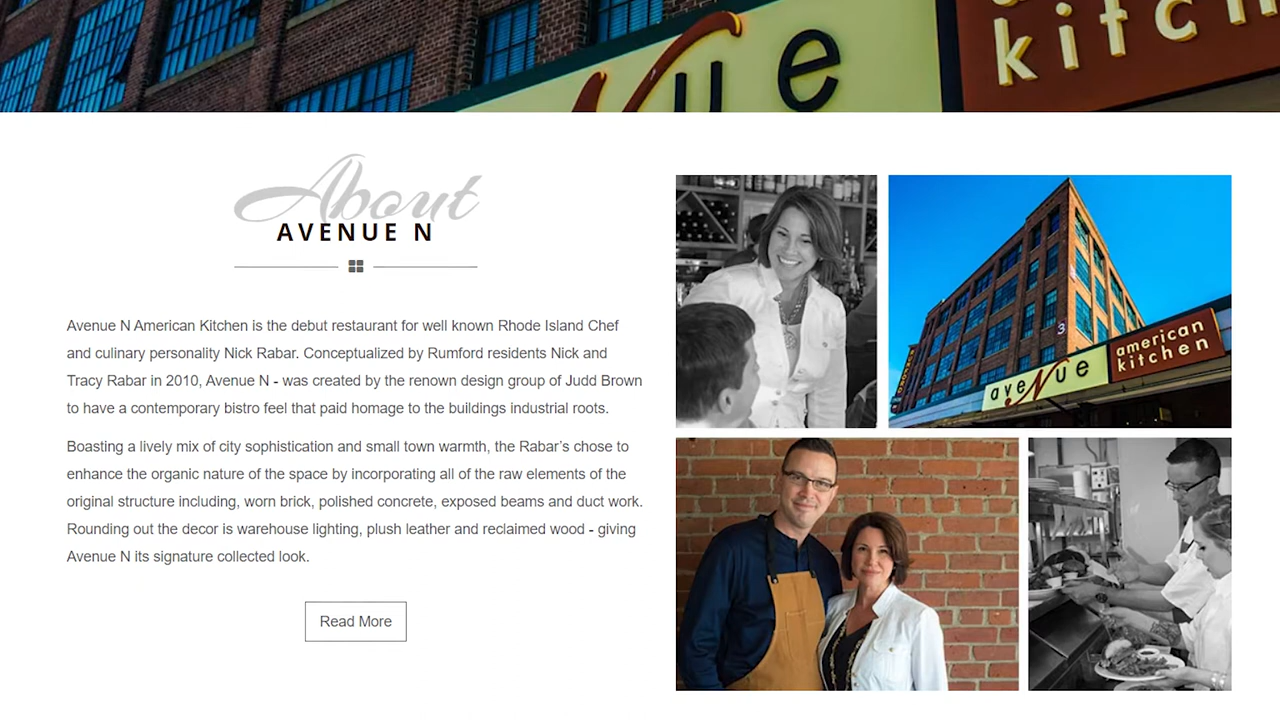 aveNue
kitchen
About
AVENUE N
Avenue N American Kitchen is the debut restaurant for well known Rhode Island Chef
and culinary personality Nick Rabar. Conceptualized by Rumford residents Nick and
Tracy Rabar in 2010, Avenue N - was created by the renown design group of Judd Brown
to have a contemporary bistro feel that paid homage to the buildings industrial roots.
Boasting a lively mix of city sophistication and small town warmth, the Rabar's chose to
enhance the organic nature of the space by incorporating all of the raw elements of the
original structure including, worn brick, polished concrete, exposed beams and duct work.
Rounding out the decor is warehouse lighting, plush leather and reclaimed wood - giving
Avenue N its signature collected look.
Read More
3
aveNue
american
kitchen